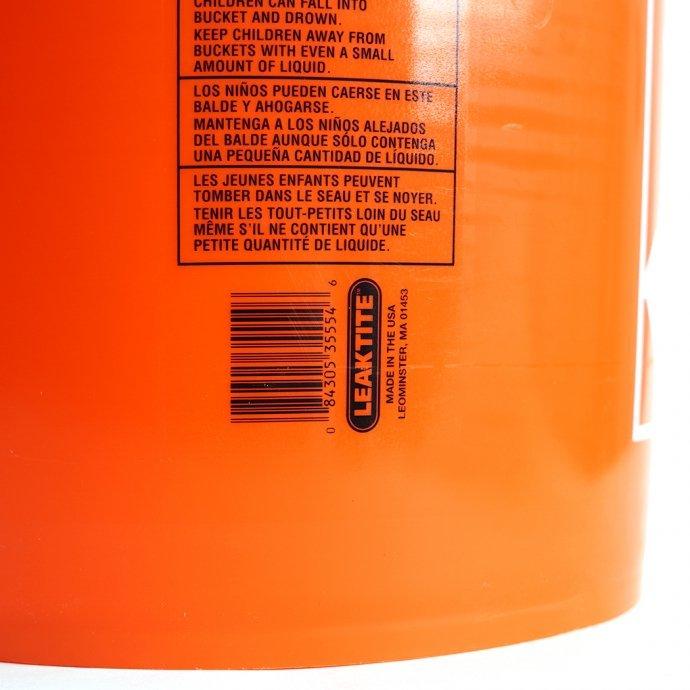 CHILDREN CAN FALL INTO
BUCKET AND DROWN.
KEEP CHILDREN AWAY FROM
BUCKETS WITH EVEN A SMALL
AMOUNT OF LIQUID.
LOS NIÑOS PUEDEN CAERSE EN ESTE
BALDE Y AHOGARSE.
MANTENGA A LOS NIÑOS ALEJADOS
DEL BALDE AUNQUE SÓLO CONTENGA
UNA PEQUEÑA CANTIDAD DE LÍQUIDO.
LES JEUNES ENFANTS PEUVENT
TOMBER DANS LE SEAU ET SE NOYER.
TENIR LES TOUT-PETITS LOIN DU SEAU
MÊME S'IL NE CONTIENT QU'UNE
PETITE QUANTITÉ DE LIQUIDE.
0 84305 35554 6
LEAKTITE™
MADE IN THE USA
LEOMINSTER, MA 01453